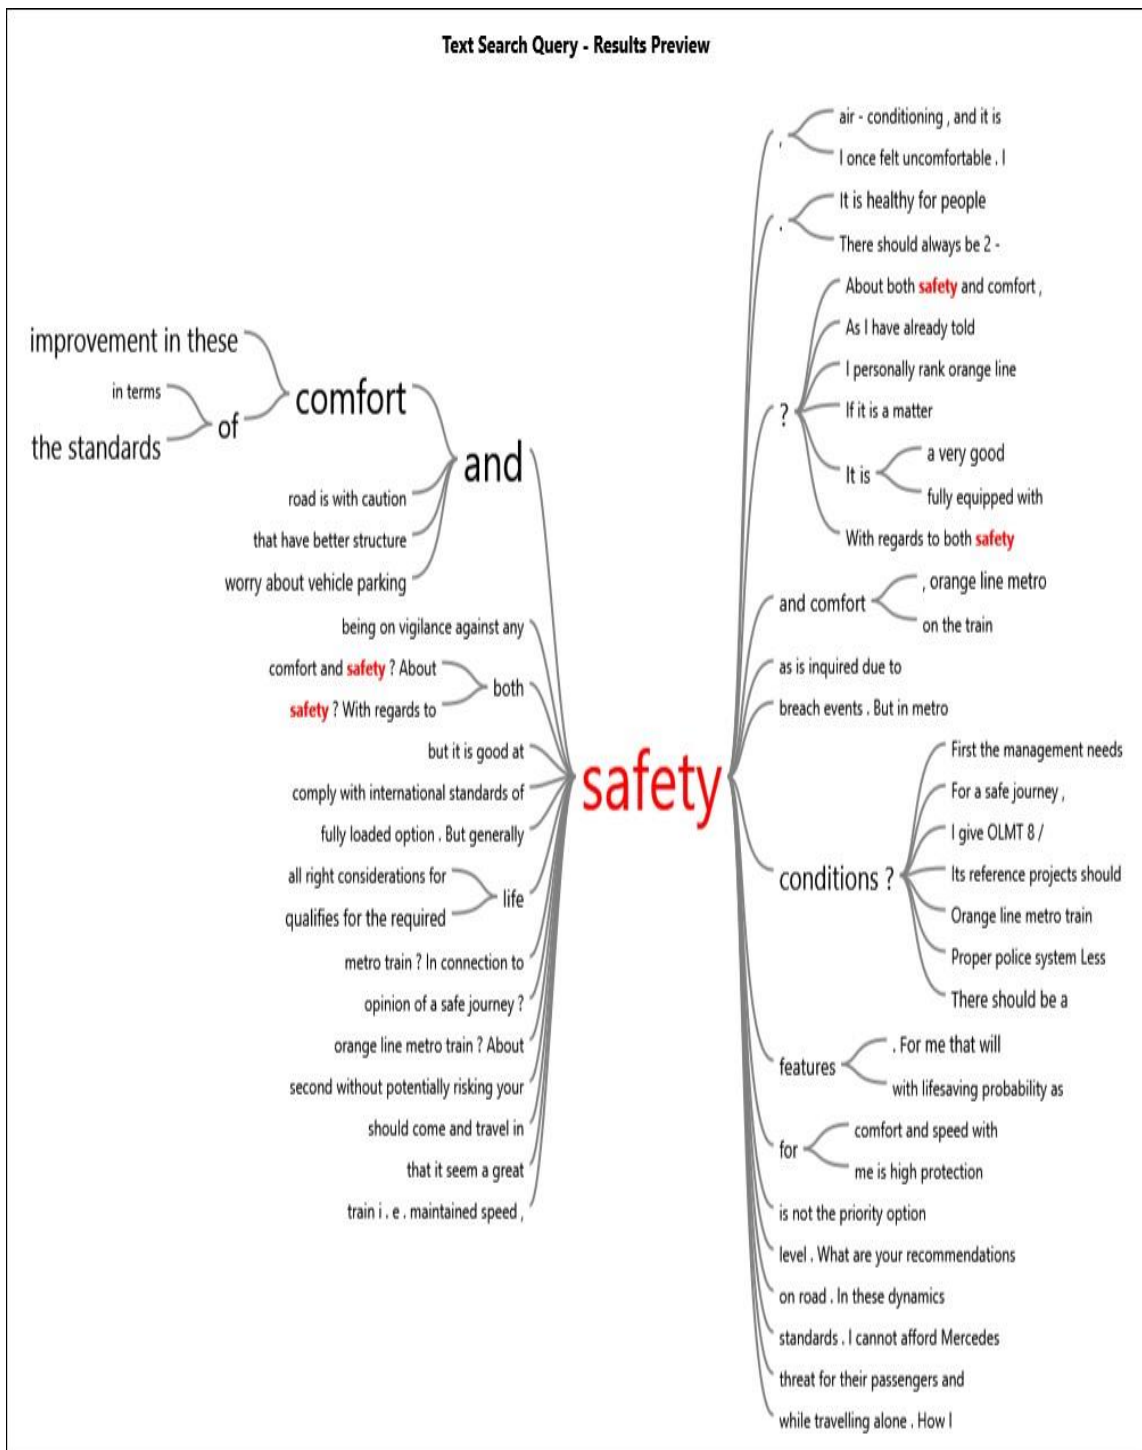 Text Search Query - Results Preview
improvement in these
in terms
of
the standards
comfort
and
road is with caution
that have better structure
worry about vehicle parking
being on vigilance against any
comfort and safety ? About
both
safety ? With regards to
but it is good at
comply with international standards of
fully loaded option . But generally
all right considerations for
life
qualifies for the required
metro train ? In connection to
opinion of a safe journey ?
orange line metro train ? About
second without potentially risking your
should come and travel in
that it seem a great
train i . e . maintained speed ,
safety
,
air - conditioning , and it is
I once felt uncomfortable . I
.
It is healthy for people
There should always be 2 -
?
About both safety and comfort ,
As I have already told
I personally rank orange line
If it is a matter
It is
a very good
fully equipped with
With regards to both safety
and comfort
, orange line metro
on the train
as is inquired due to
breach events . But in metro
conditions ?
First the management needs
For a safe journey ,
I give OLMT 8 /
Its reference projects should
Orange line metro train
Proper police system Less
There should be a
features
. For me that will
with lifesaving probability as
for
comfort and speed with
me is high protection
is not the priority option
level . What are your recommendations
on road . In these dynamics
standards . I cannot afford Mercedes
threat for their passengers and
while travelling alone . How I